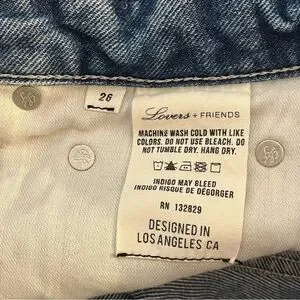 26
Lovers + FRIENDS
MACHINE WASH COLD WITH LIKE
COLORS. DO NOT USE BLEACH. DO
NOT TUMBLE DRY. HANG DRY.
INDIGO MAY BLEED
INDIGO RISQUE DE DÉGORGER
RN 132829
DESIGNED IN
LOS ANGELES CA